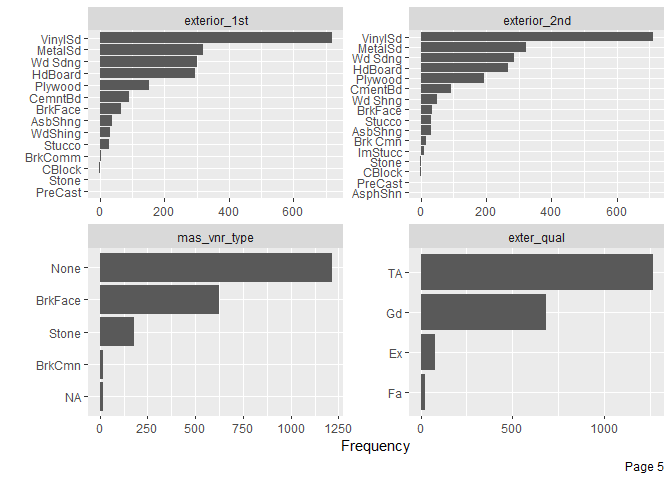 exterior_1st
VinylSd
MetalSd
Wd Sdng
HdBoard
Plywood
CemntBd
BrkFace
AsbShng
WdShing
Stucco
BrkComm
CBlock
Stone
PreCast
0 200 400 600
exterior_2nd
VinylSd
MetalSd
Wd Sdng
HdBoard
Plywood
CmentBd
Wd Shng
BrkFace
Stucco
AsbShng
Brk Cmn
ImStucc
Stone
CBlock
PreCast
AsphShn
0 200 400 600
mas_vnr_type
None
BrkFace
Stone
BrkCmn
NA
0 250 500 750 1000 1250
exter_qual
TA
Gd
Ex
Fa
0 500 1000
Frequency
Page 5